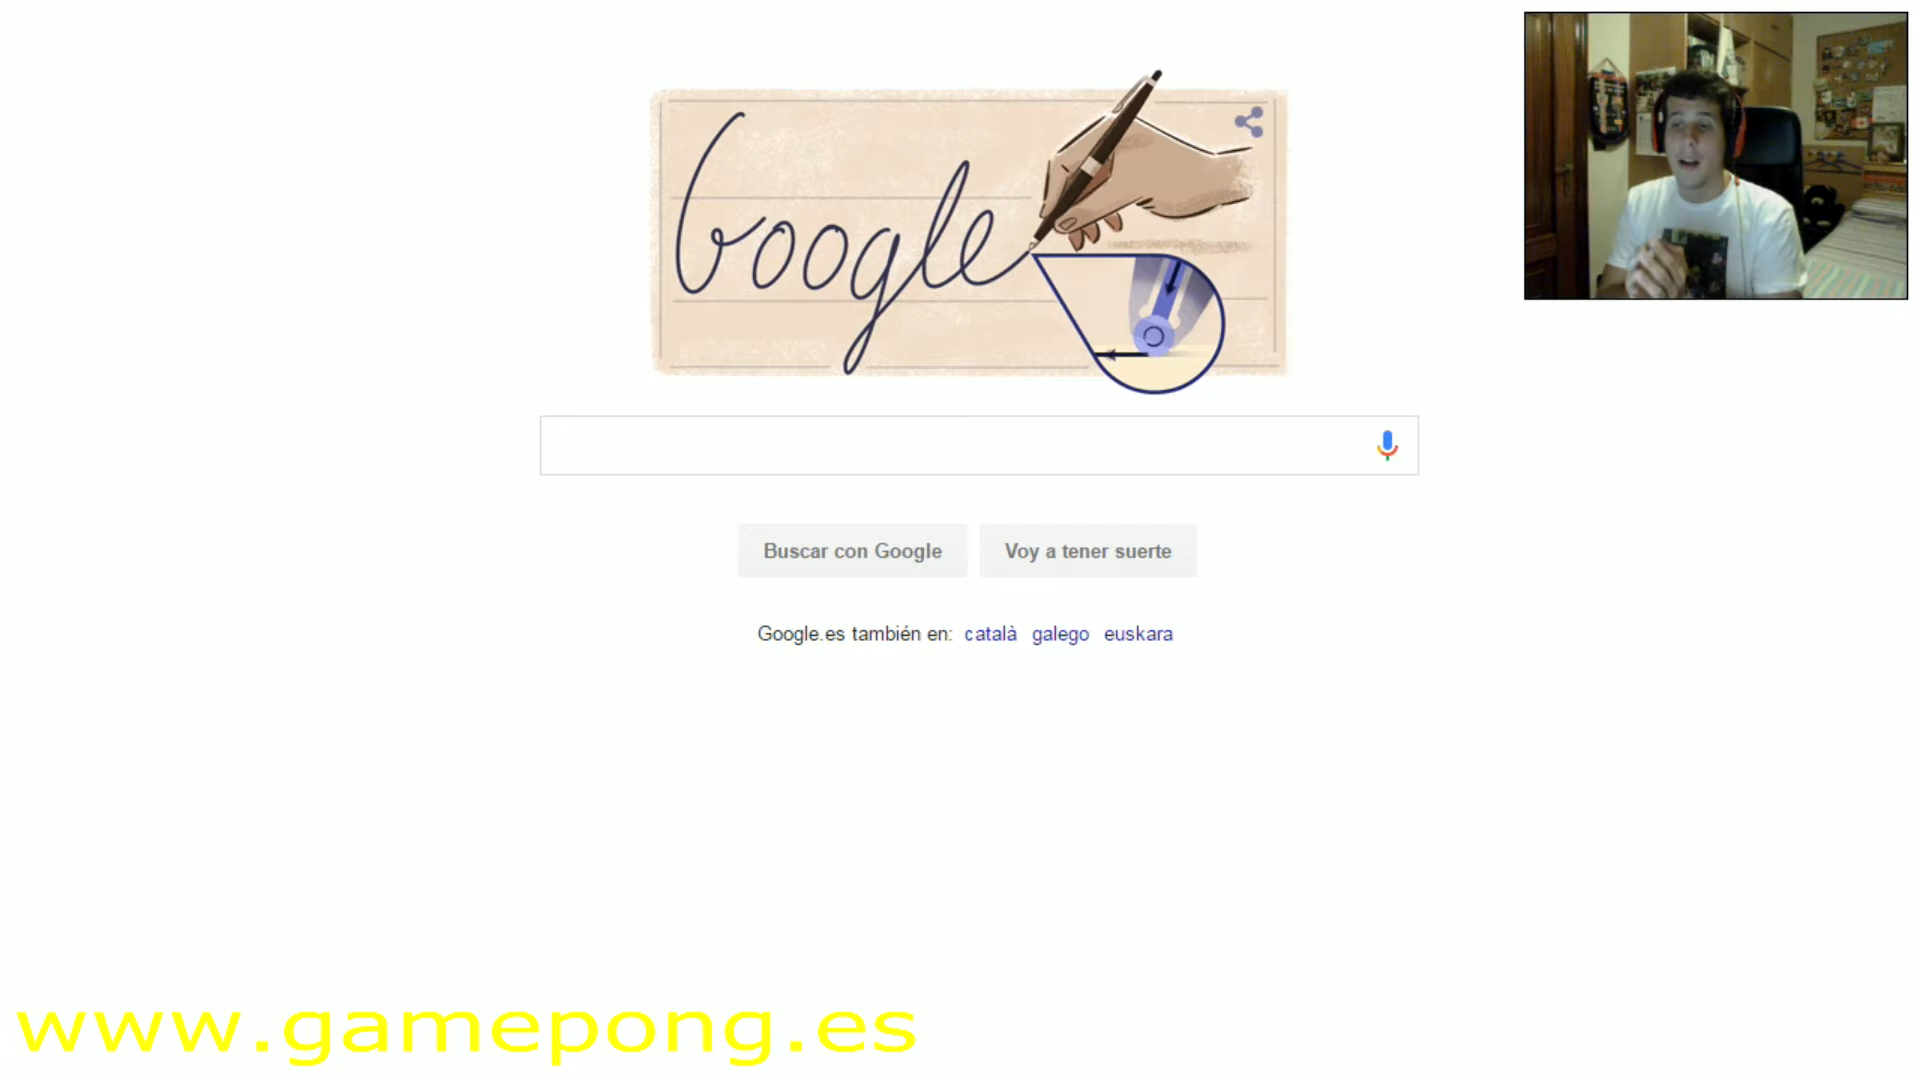 Google
Buscar con Google
Voy a tener suerte
Google.es también en: català galego euskara
www.gamepong.es